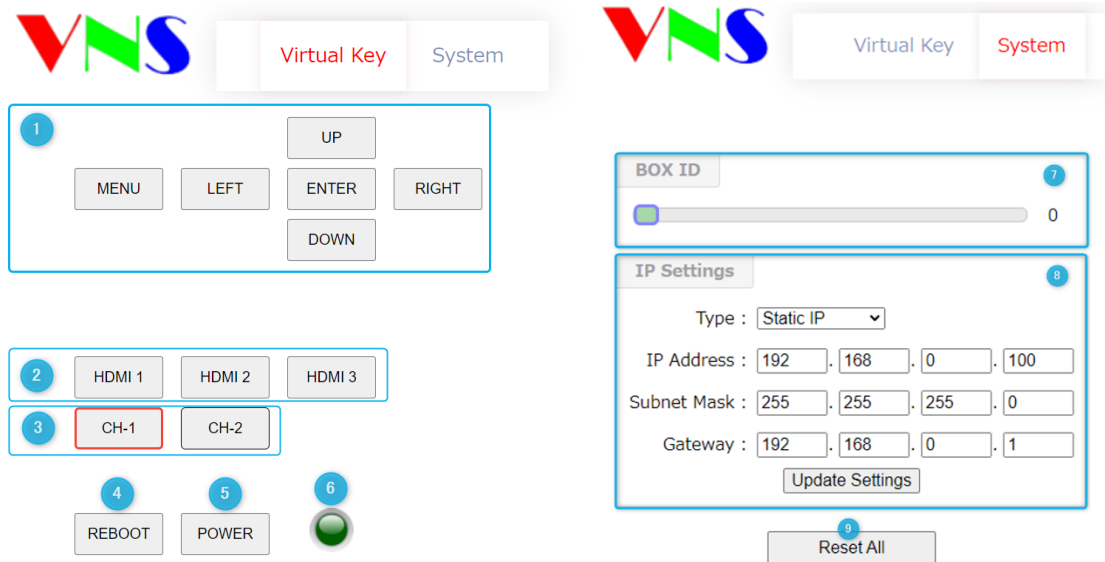 VNS
Virtual Key System
1
UP
MENU LEFT ENTER RIGHT
DOWN
2 HDMI 1 HDMI 2 HDMI 3
3 CH-1 CH-2
4 5 6
REBOOT POWER
VNS
Virtual Key System
BOX ID 7
0
IP Settings 8
Type : Static IP
IP Address : 192 . 168 . 0 . 100
Subnet Mask : 255 . 255 . 255 . 0
Gateway : 192 . 168 . 0 . 1
Update Settings
9
Reset All